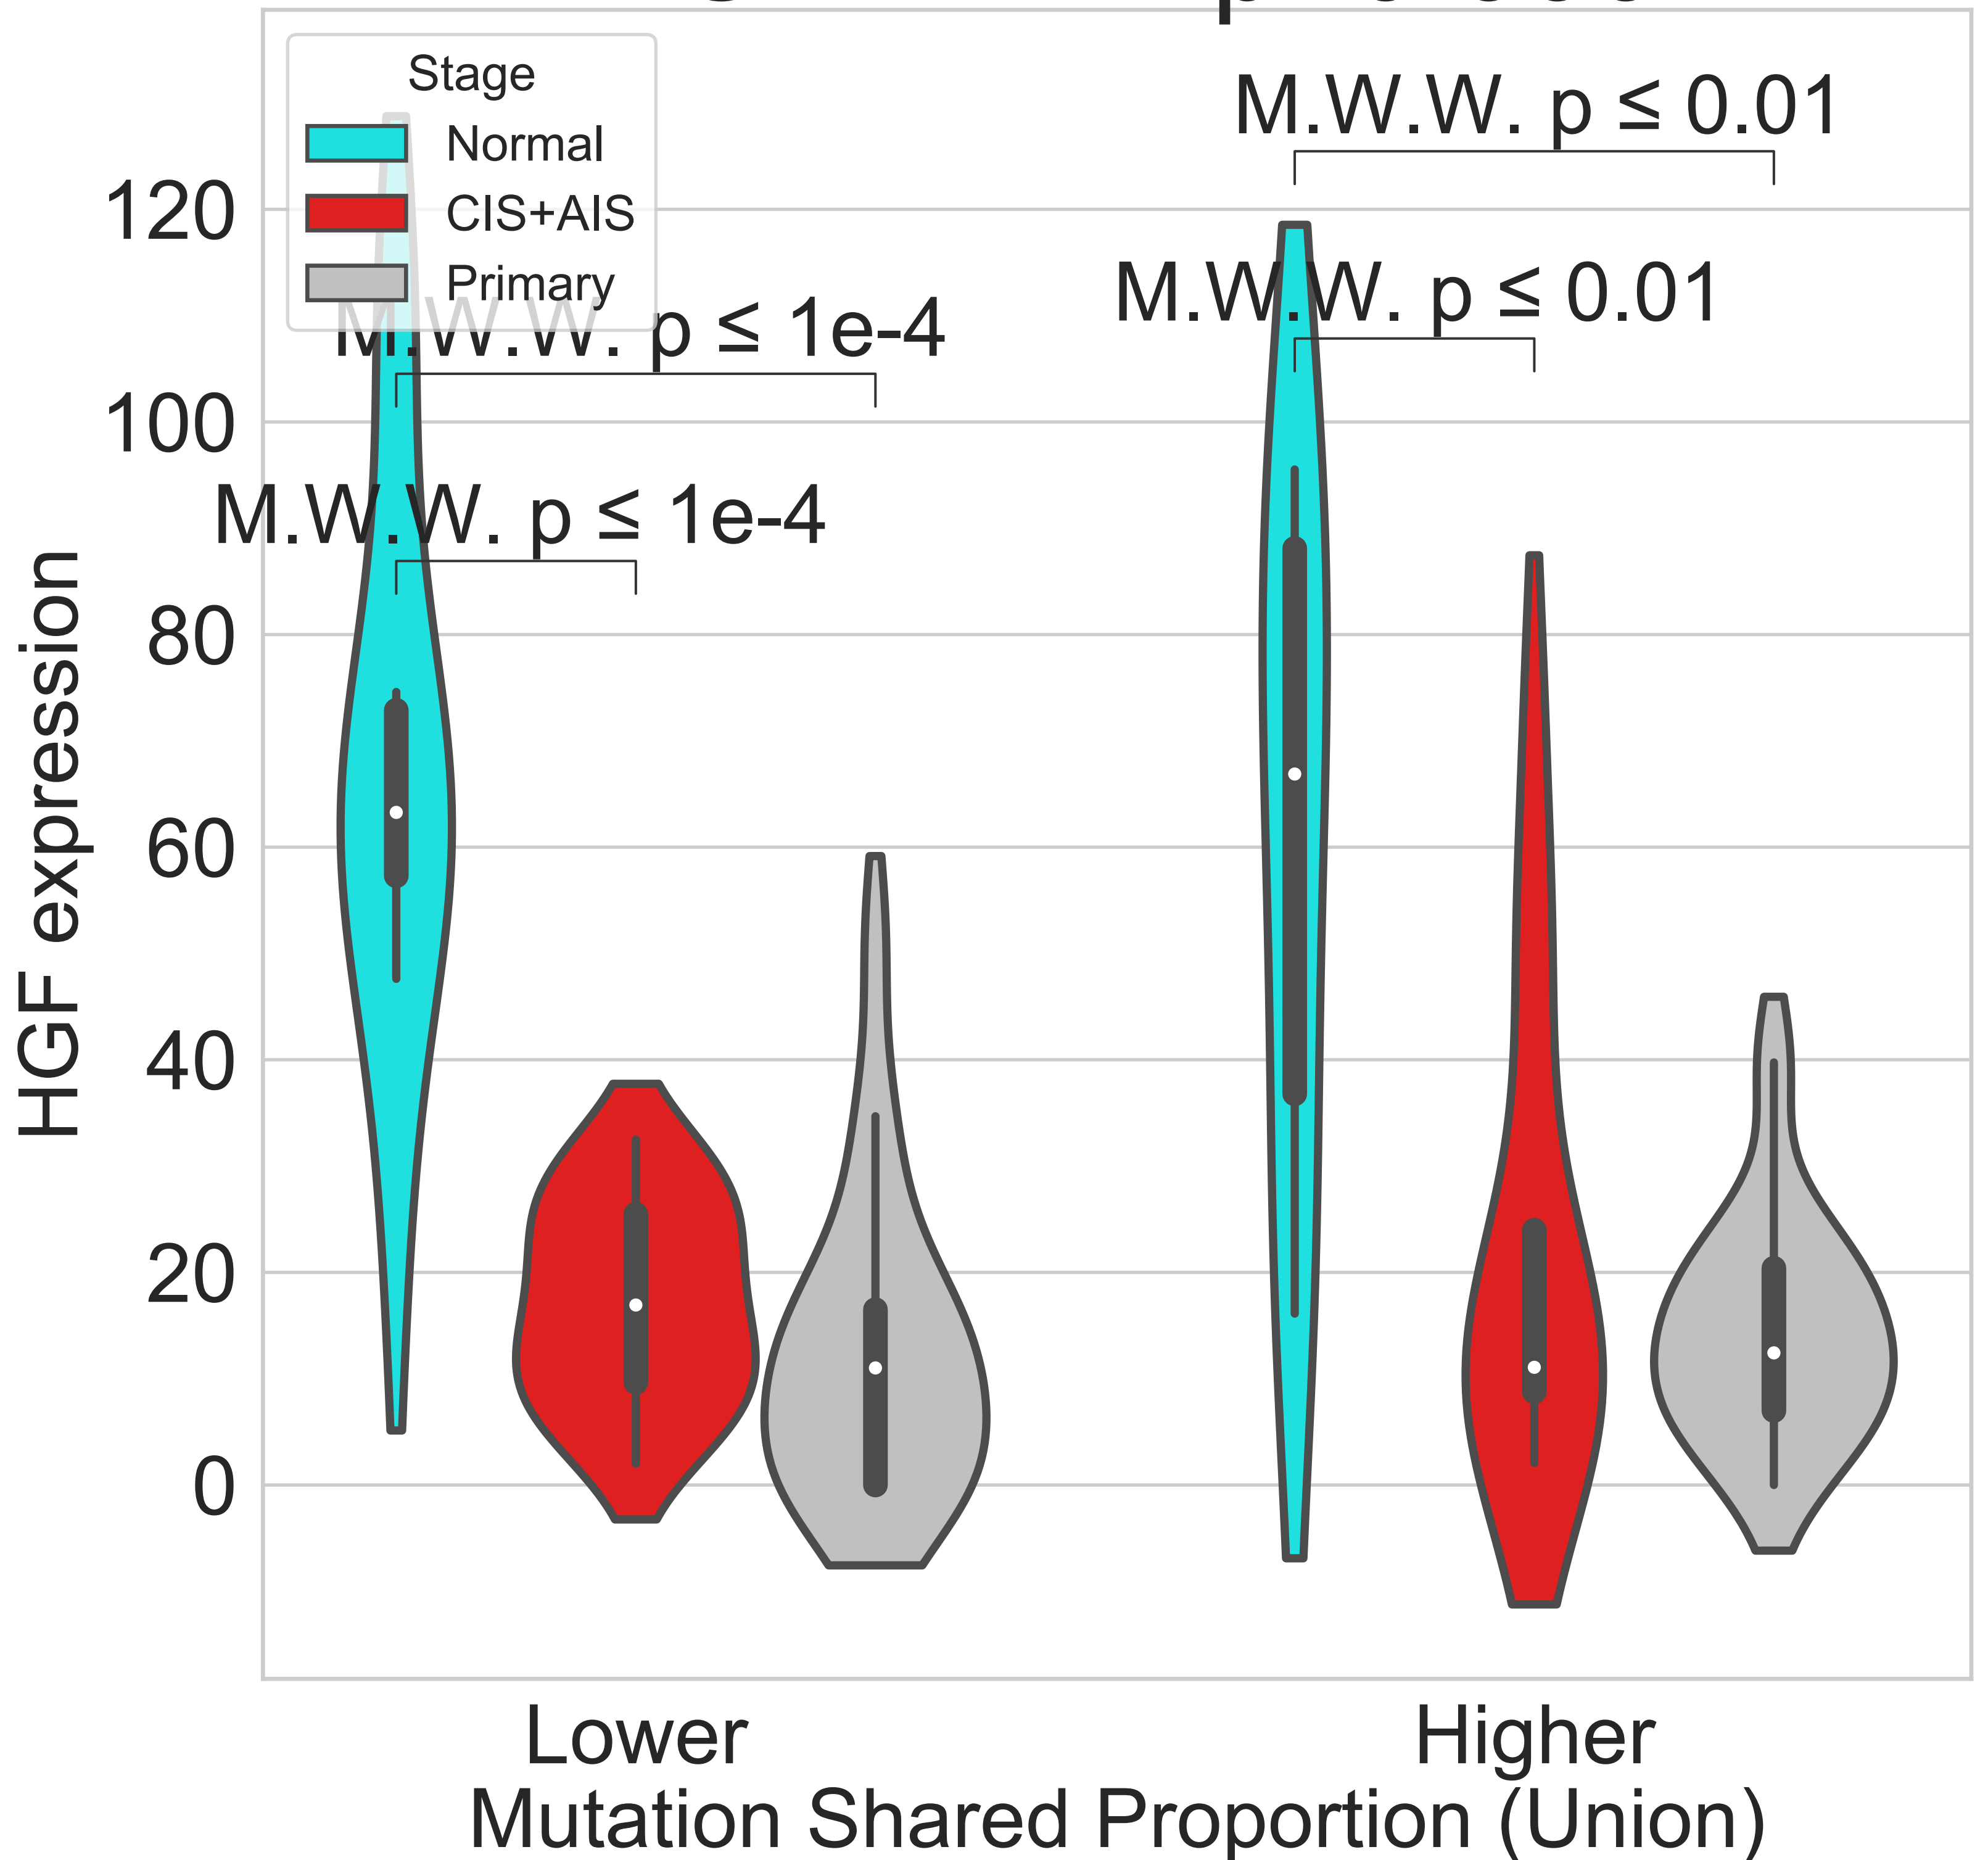 Stage
Normal
CIS+AIS
Primary
M.W.W. p ≤ 0.01
M.W.W. p ≤ 0.01
M.W.W. p ≤ 1e-4
M.W.W. p ≤ 1e-4
120
100
80
60
40
20
0
HGF expression
Lower
Higher
Mutation Shared Proportion (Union)